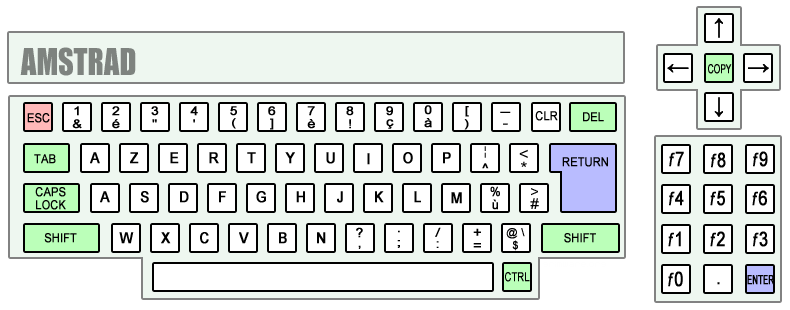 AMSTRAD
↑
← COPY →
↓
ESC 1 & 2 é 3 " 4 ' 5 ( 6 ] 7 è 8 ! 9 ç 0 à [ ) — - CLR DEL
TAB A Z E R T Y U I O P ¦ ^ < * RETURN
CAPS LOCK A S D F G H J K L M % ù > #
SHIFT W X C V B N ? , . ; / : + = @ \ $ SHIFT
CTRL
f7 f8 f9
f4 f5 f6
f1 f2 f3
f0 . ENTER